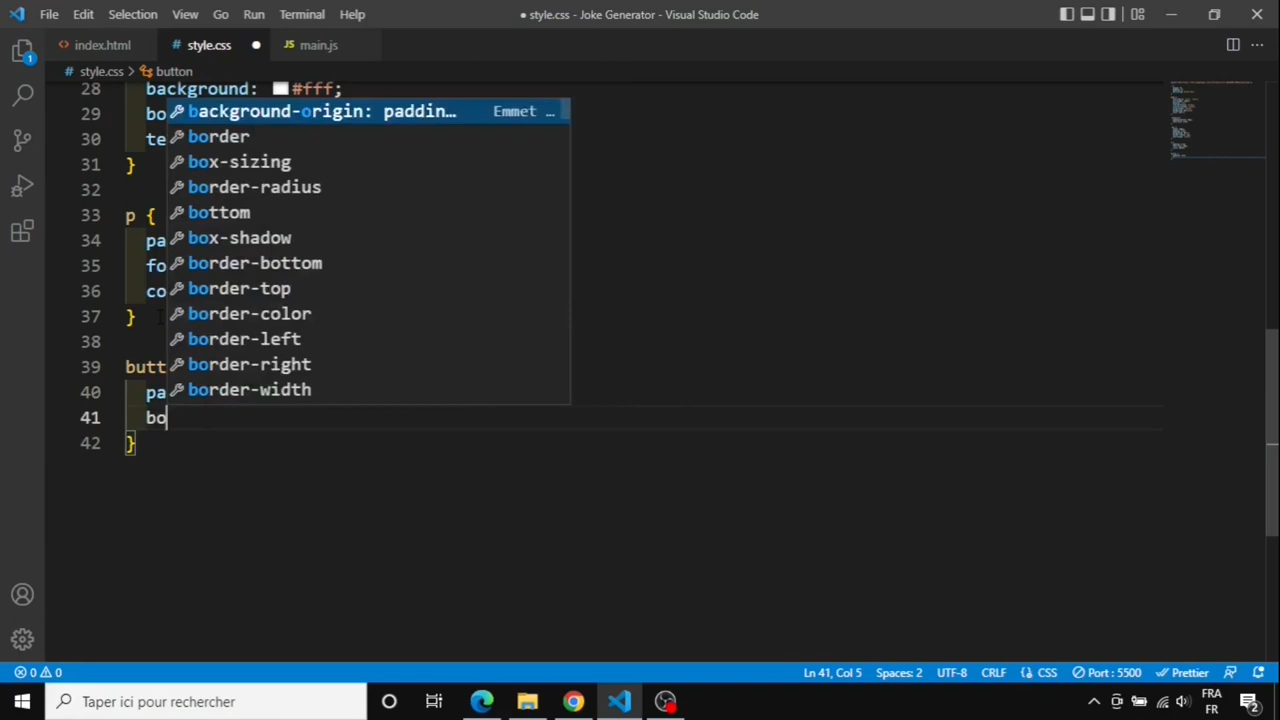 File Edit Selection View Go Run Terminal Help
● style.css - Joke Generator - Visual Studio Code
index.html style.css ● JS main.js
# style.css > button
28 background: #fff;
29 bo
30 te
31 }
32
33 p {
34 pa
35 fo
36 co
37 }
38
39 butt
40 pa
41 bo
42 }
background-origin: paddin… Emmet …
border
box-sizing
border-radius
bottom
box-shadow
border-bottom
border-top
border-color
border-left
border-right
border-width
1
0 0 Ln 41, Col 5 Spaces: 2 UTF-8 CRLF {} CSS Port : 5500 Prettier
Taper ici pour rechercher FRA
FR 2